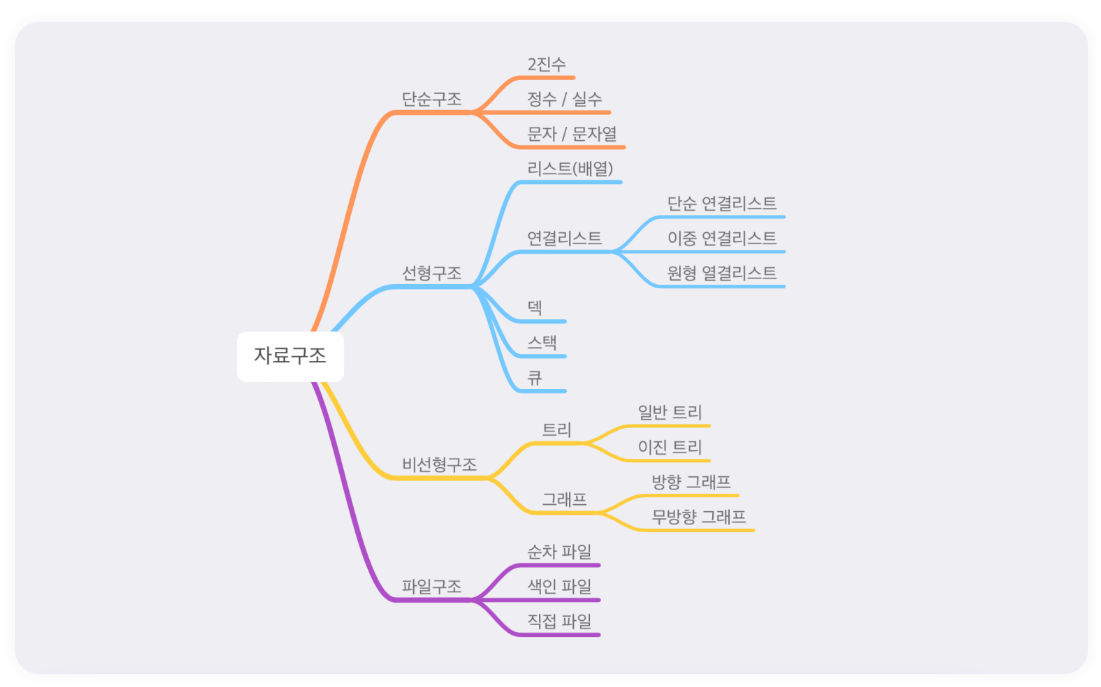 자료구조
단순구조
2진수
정수 / 실수
문자 / 문자열
선형구조
리스트(배열)
연결리스트
단순 연결리스트
이중 연결리스트
원형 열결리스트
덱
스택
큐
비선형구조
트리
일반 트리
이진 트리
그래프
방향 그래프
무방향 그래프
파일구조
순차 파일
색인 파일
직접 파일